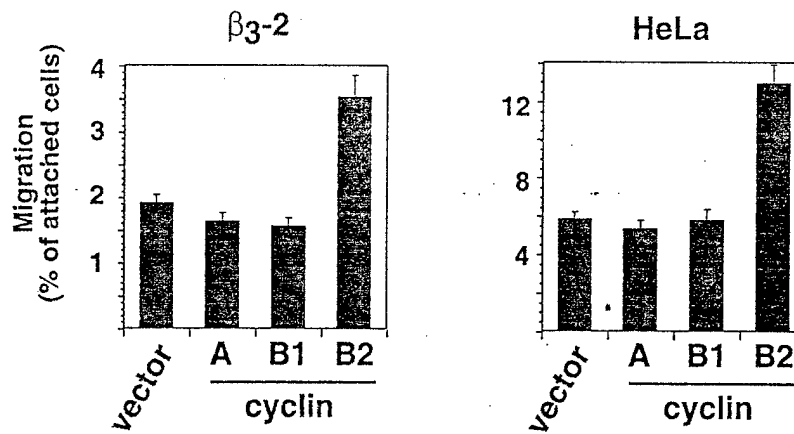 β3-2
HeLa
Migration
(% of attached cells)
4
3
2
1
12
8
4
vector
A
B1
B2
cyclin
vector
A
B1
B2
cyclin